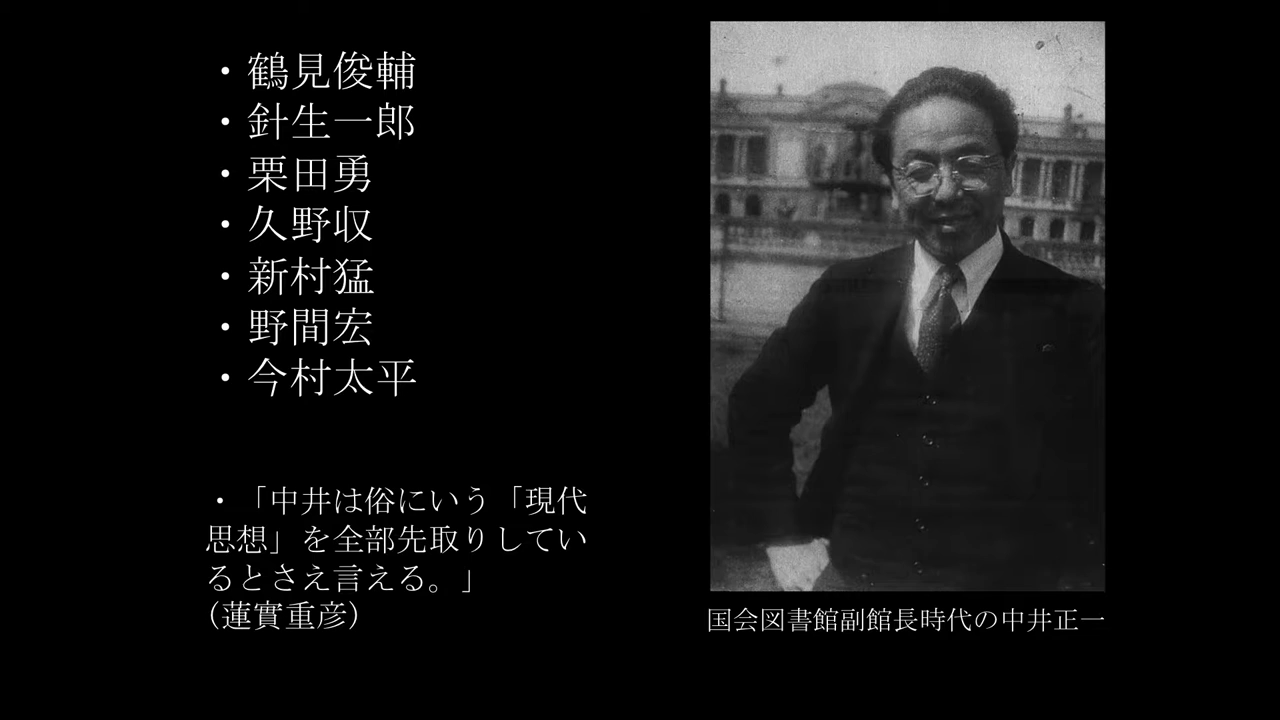 ・鶴見俊輔
・針生一郎
・栗田勇
・久野収
・新村猛
・野間宏
・今村太平
・「中井は俗にいう「現代
思想」を全部先取りしてい
るとさえ言える。」
(蓮實重彦)
国会図書館副館長時代の中井正一